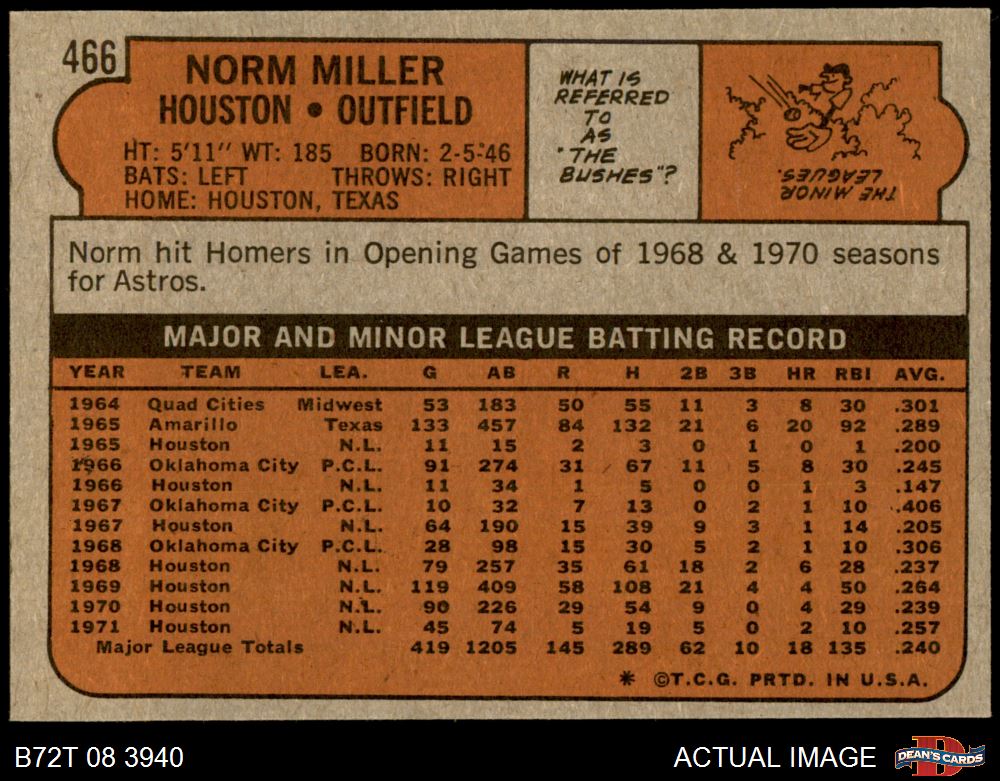 466
NORM MILLER
HOUSTON • OUTFIELD
HT: 5'11" WT: 185 BORN: 2-5-46
BATS: LEFT THROWS: RIGHT
HOME: HOUSTON, TEXAS
WHAT IS
REFERRED
TO
AS
"THE
BUSHES"?
THE MINOR
LEAGUES.
Norm hit Homers in Opening Games of 1968 & 1970 seasons
for Astros.
MAJOR AND MINOR LEAGUE BATTING RECORD
YEAR TEAM LEA. G AB R H 2B 3B HR RBI AVG.
1964 Quad Cities Midwest 53 183 50 55 11 3 8 30 .301
1965 Amarillo Texas 133 457 84 132 21 6 20 92 .289
1965 Houston N.L. 11 15 2 3 0 1 0 1 .200
1966 Oklahoma City P.C.L. 91 274 31 67 11 5 8 30 .245
1966 Houston N.L. 11 34 1 5 0 0 1 3 .147
1967 Oklahoma City P.C.L. 10 32 7 13 0 2 1 10 .406
1967 Houston N.L. 64 190 15 39 9 3 1 14 .205
1968 Oklahoma City P.C.L. 28 98 15 30 5 2 1 10 .306
1968 Houston N.L. 79 257 35 61 18 2 6 28 .237
1969 Houston N.L. 119 409 58 108 21 4 4 50 .264
1970 Houston N.L. 90 226 29 54 9 0 4 29 .239
1971 Houston N.L. 45 74 5 19 5 0 2 10 .257
Major League Totals 419 1205 145 289 62 10 18 135 .240
* ©T.C.G. PRTD. IN U.S.A.
B72T 08 3940
ACTUAL IMAGE
D
DEAN'S CARDS